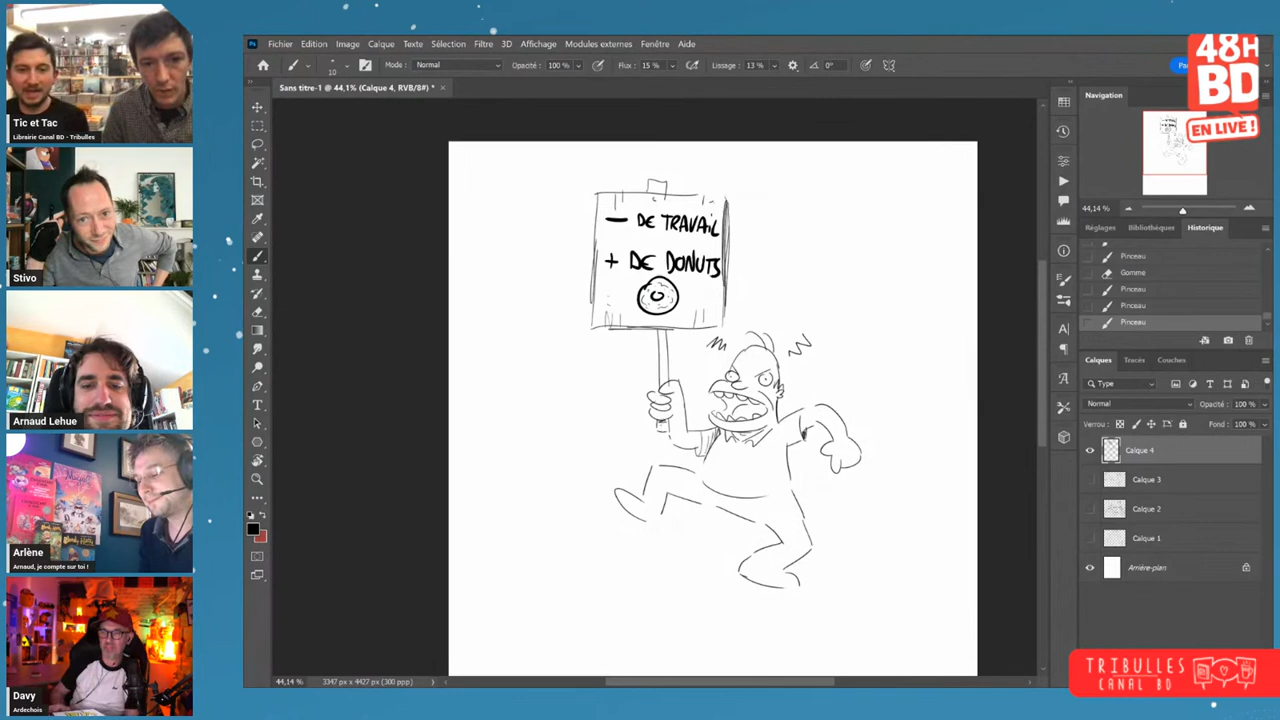 Tic et Tac
Librairie Canal BD - Tribulles
Stivo
Arnaud Lehue
Arlène
Arnaud, je compte sur toi !
Davy
Ardechois
Ps Fichier Edition Image Calque Texte Sélection Filtre 3D Affichage Modules externes Fenêtre Aide
10 Mode : Normal Opacité : 100 % Flux : 15 % Lissage : 13 % 0°
Sans titre-1 @ 44,1% (Calque 4, RVB/8#) * ×
— DE TRAVAIL
+ DE DONUTS
44,14 % 3347 px x 4427 px (300 ppp)
48H
BD
EN LIVE !
Navigation
44,14 %
Réglages Bibliothèques Historique
Pinceau
Gomme
Pinceau
Pinceau
Pinceau
Calques Tracés Couches
Type
Normal Opacité : 100 %
Verrou : Fond : 100 %
Calque 4
Calque 3
Calque 2
Calque 1
Arrière-plan
TRIBULLES
CANAL BD